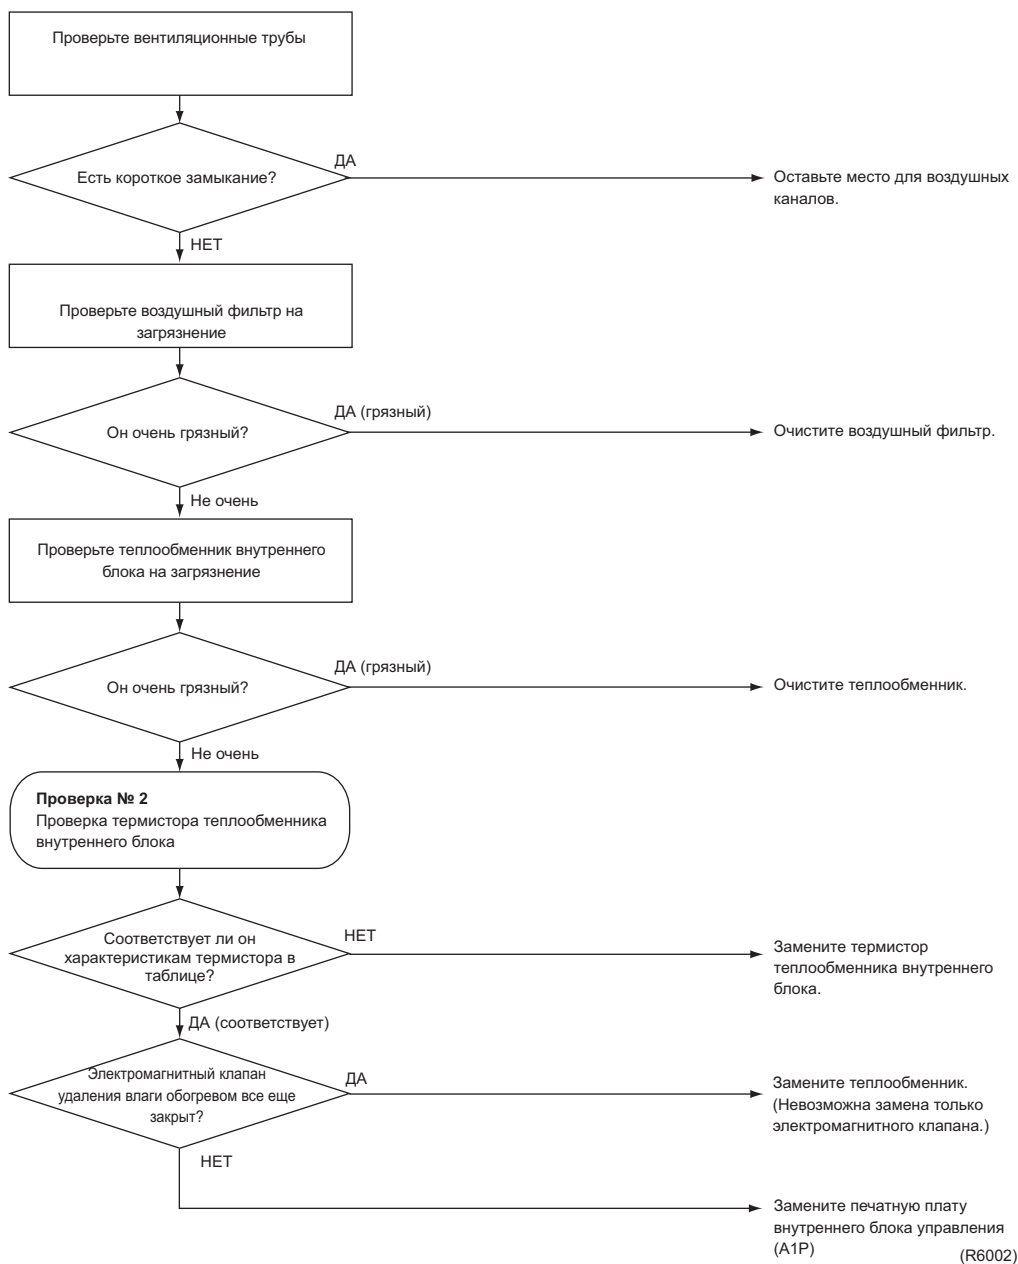 Проверьте вентиляционные трубы
Есть короткое замыкание?
ДА
Оставьте место для воздушных
каналов.
НЕТ
Проверьте воздушный фильтр на
загрязнение
Он очень грязный?
ДА (грязный)
Очистите воздушный фильтр.
Не очень
Проверьте теплообменник внутреннего
блока на загрязнение
Он очень грязный?
ДА (грязный)
Очистите теплообменник.
Не очень
Проверка № 2
Проверка термистора теплообменника
внутреннего блока
Соответствует ли он
характеристикам термистора в
таблице?
НЕТ
Замените термистор
теплообменника внутреннего
блока.
ДА (соответствует)
Электромагнитный клапан
удаления влаги обогревом все еще
закрыт?
ДА
Замените теплообменник.
(Невозможна замена только
электромагнитного клапана.)
НЕТ
Замените печатную плату
внутреннего блока управления
(A1P)
(R6002)